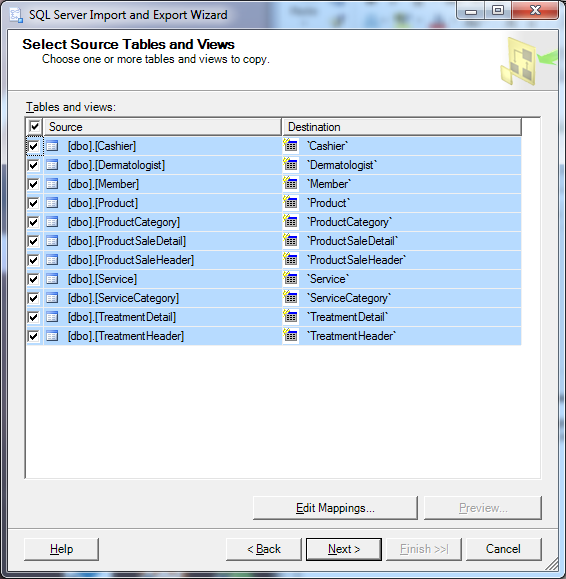 SQL Server Import and Export Wizard
Select Source Tables and Views
Choose one or more tables and views to copy.
Tables and views:
Source Destination
[dbo].[Cashier] `Cashier`
[dbo].[Dermatologist] `Dermatologist`
[dbo].[Member] `Member`
[dbo].[Product] `Product`
[dbo].[ProductCategory] `ProductCategory`
[dbo].[ProductSaleDetail] `ProductSaleDetail`
[dbo].[ProductSaleHeader] `ProductSaleHeader`
[dbo].[Service] `Service`
[dbo].[ServiceCategory] `ServiceCategory`
[dbo].[TreatmentDetail] `TreatmentDetail`
[dbo].[TreatmentHeader] `TreatmentHeader`
Edit Mappings... Preview...
Help < Back Next > Finish >>| Cancel